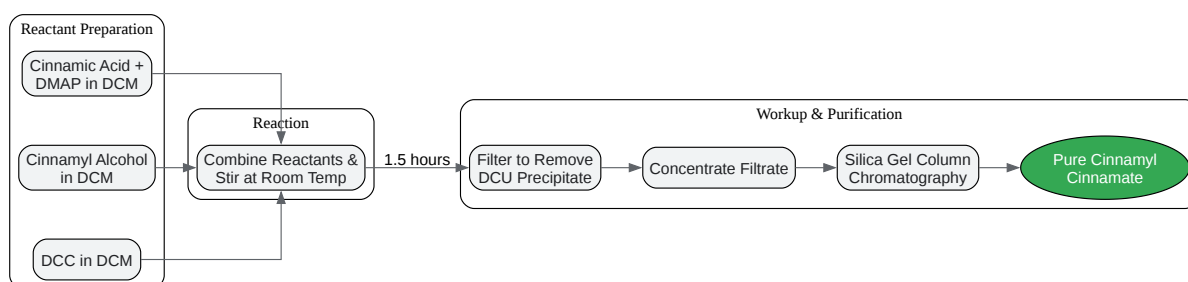 Reactant Preparation
Cinnamic Acid +
DMAP in DCM
Cinnamyl Alcohol
in DCM
DCC in DCM
Reaction
Combine Reactants &
Stir at Room Temp
1.5 hours
Workup & Purification
Filter to Remove
DCU Precipitate
Concentrate Filtrate
Silica Gel Column
Chromatography
Pure Cinnamyl
Cinnamate